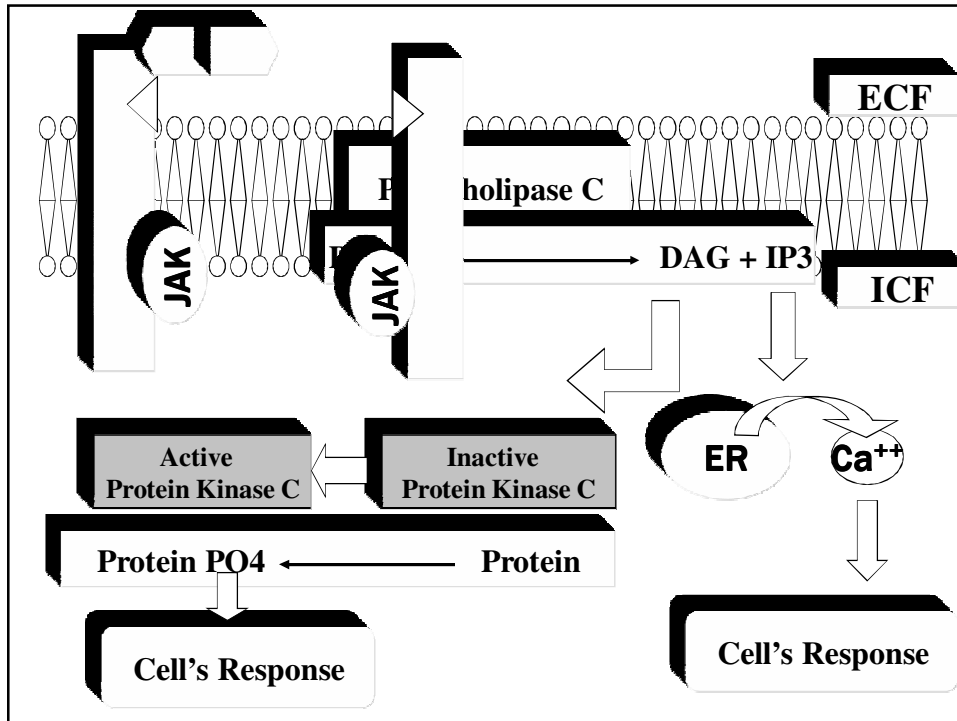 ECF
P holipase C
DAG + IP3
JAK
JAK
ICF
Active
Protein Kinase C
Inactive
Protein Kinase C
ER
Ca⁺⁺
Protein PO4
Protein
Cell’s Response
Cell’s Response